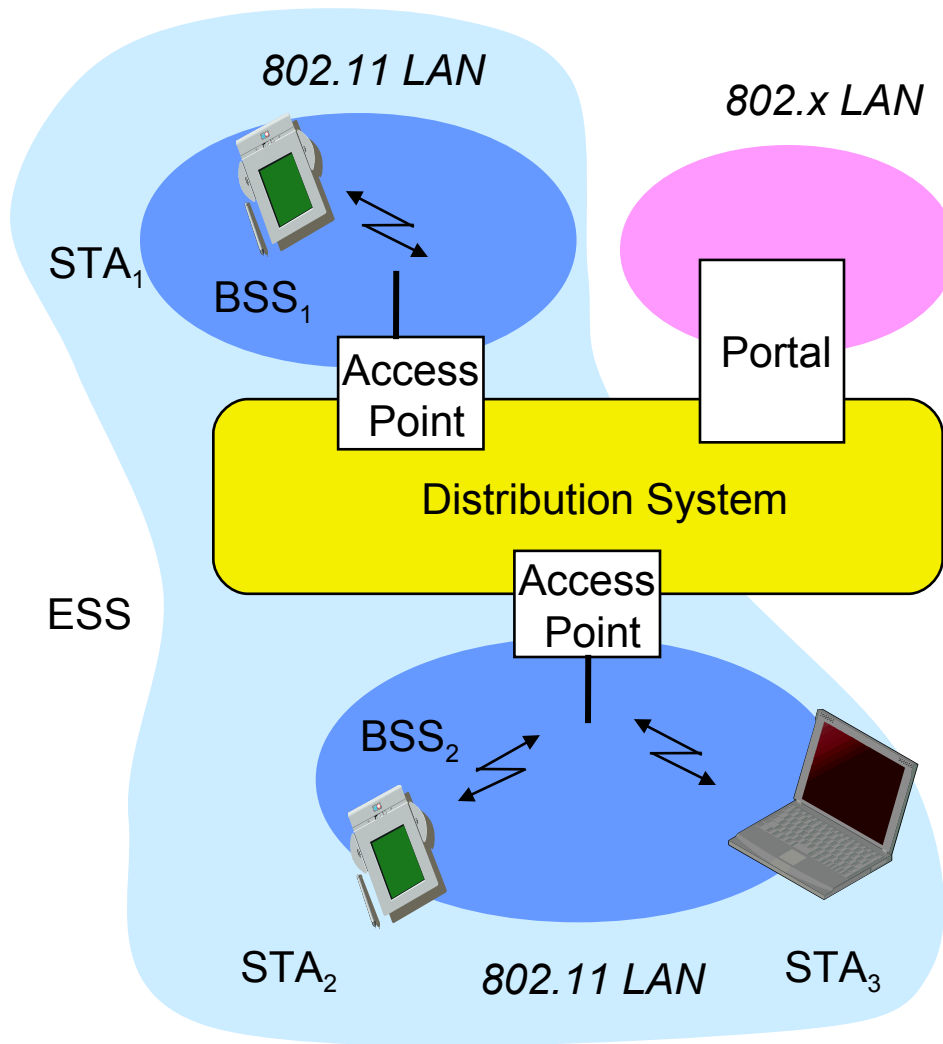 802.11 LAN
802.x LAN
STA₁
BSS₁
Access
Point
Portal
Distribution System
Access
Point
ESS
BSS₂
STA₂
802.11 LAN
STA₃